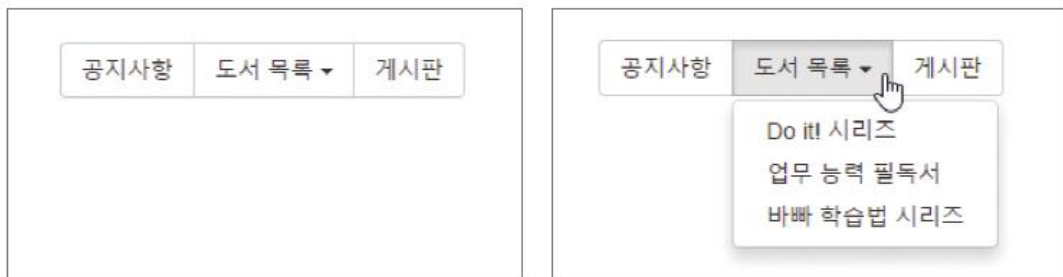 공지사항 도서 목록 게시판
공지사항 도서 목록 게시판
Do it! 시리즈
업무 능력 필독서
바빠 학습법 시리즈